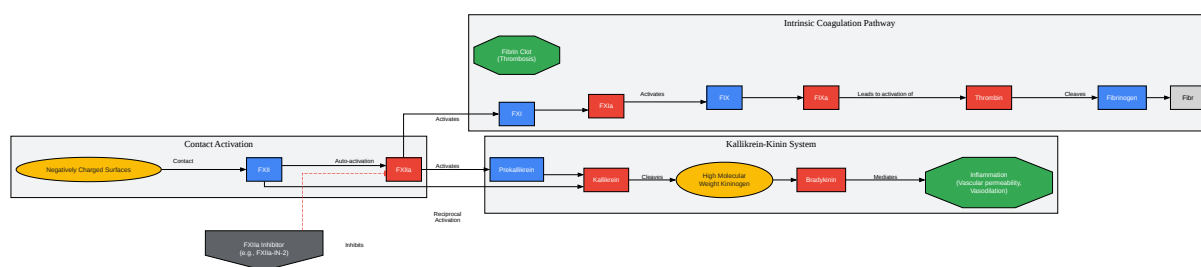 Intrinsic Coagulation Pathway
Fibrin Clot
(Thrombosis)
Activates
FXI
FXIa
Activates
FIX
FIXa
Leads to activation of
Thrombin
Cleaves
Fibrinogen
Fibr
Contact Activation
Negatively Charged Surfaces
Contact
FXII
Auto-activation
FXIIa
Activates
Kallikrein-Kinin System
Prekallikrein
Kallikrein
Cleaves
High Molecular
Weight Kininogen
Bradykinin
Mediates
Inflammation
(Vascular permeability,
Vasodilation)
Reciprocal
Activation
FXIIa Inhibitor
(e.g., FXIIa-IN-2)
Inhibits